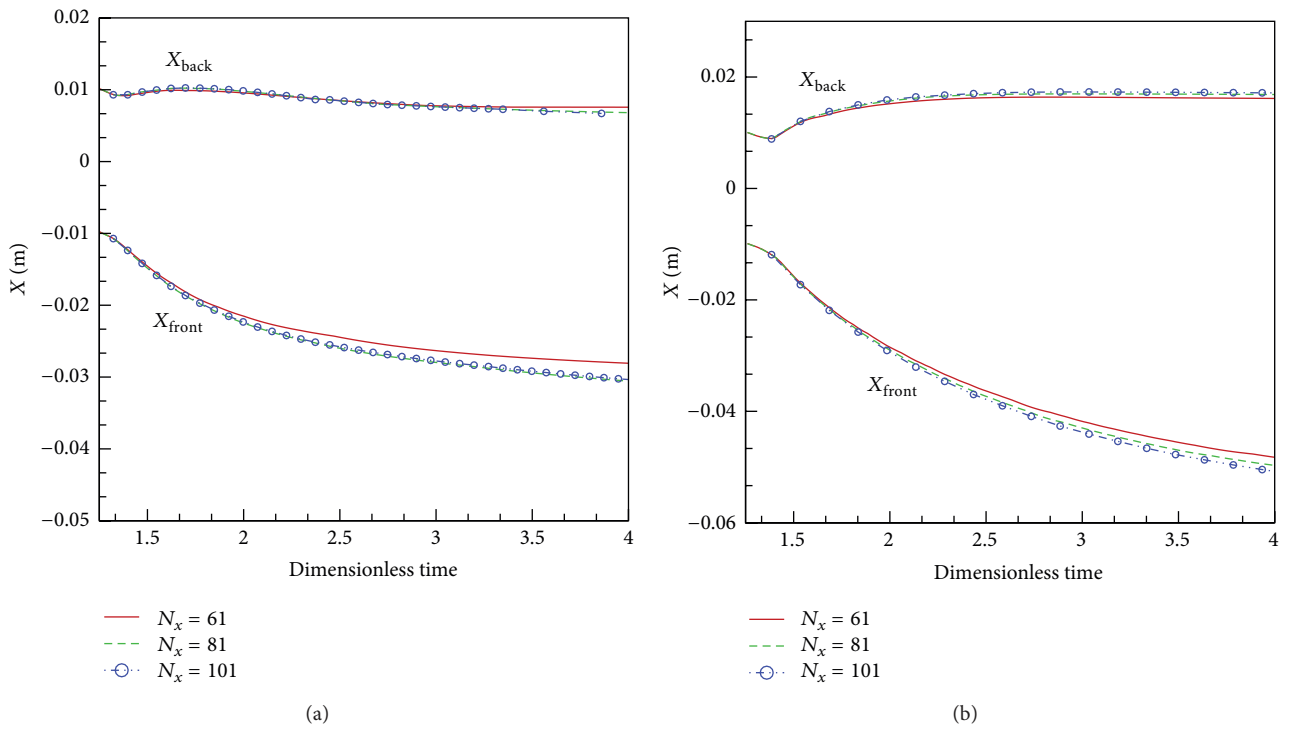 0.02
0.01
0
−0.01
−0.02
−0.03
−0.04
−0.05
X (m)
X_back
X_front
1.5 2 2.5 3 3.5 4
Dimensionless time
N_x = 61
N_x = 81
N_x = 101
(a)
0.02
0
−0.02
−0.04
−0.06
X (m)
X_back
X_front
1.5 2 2.5 3 3.5 4
Dimensionless time
N_x = 61
N_x = 81
N_x = 101
(b)